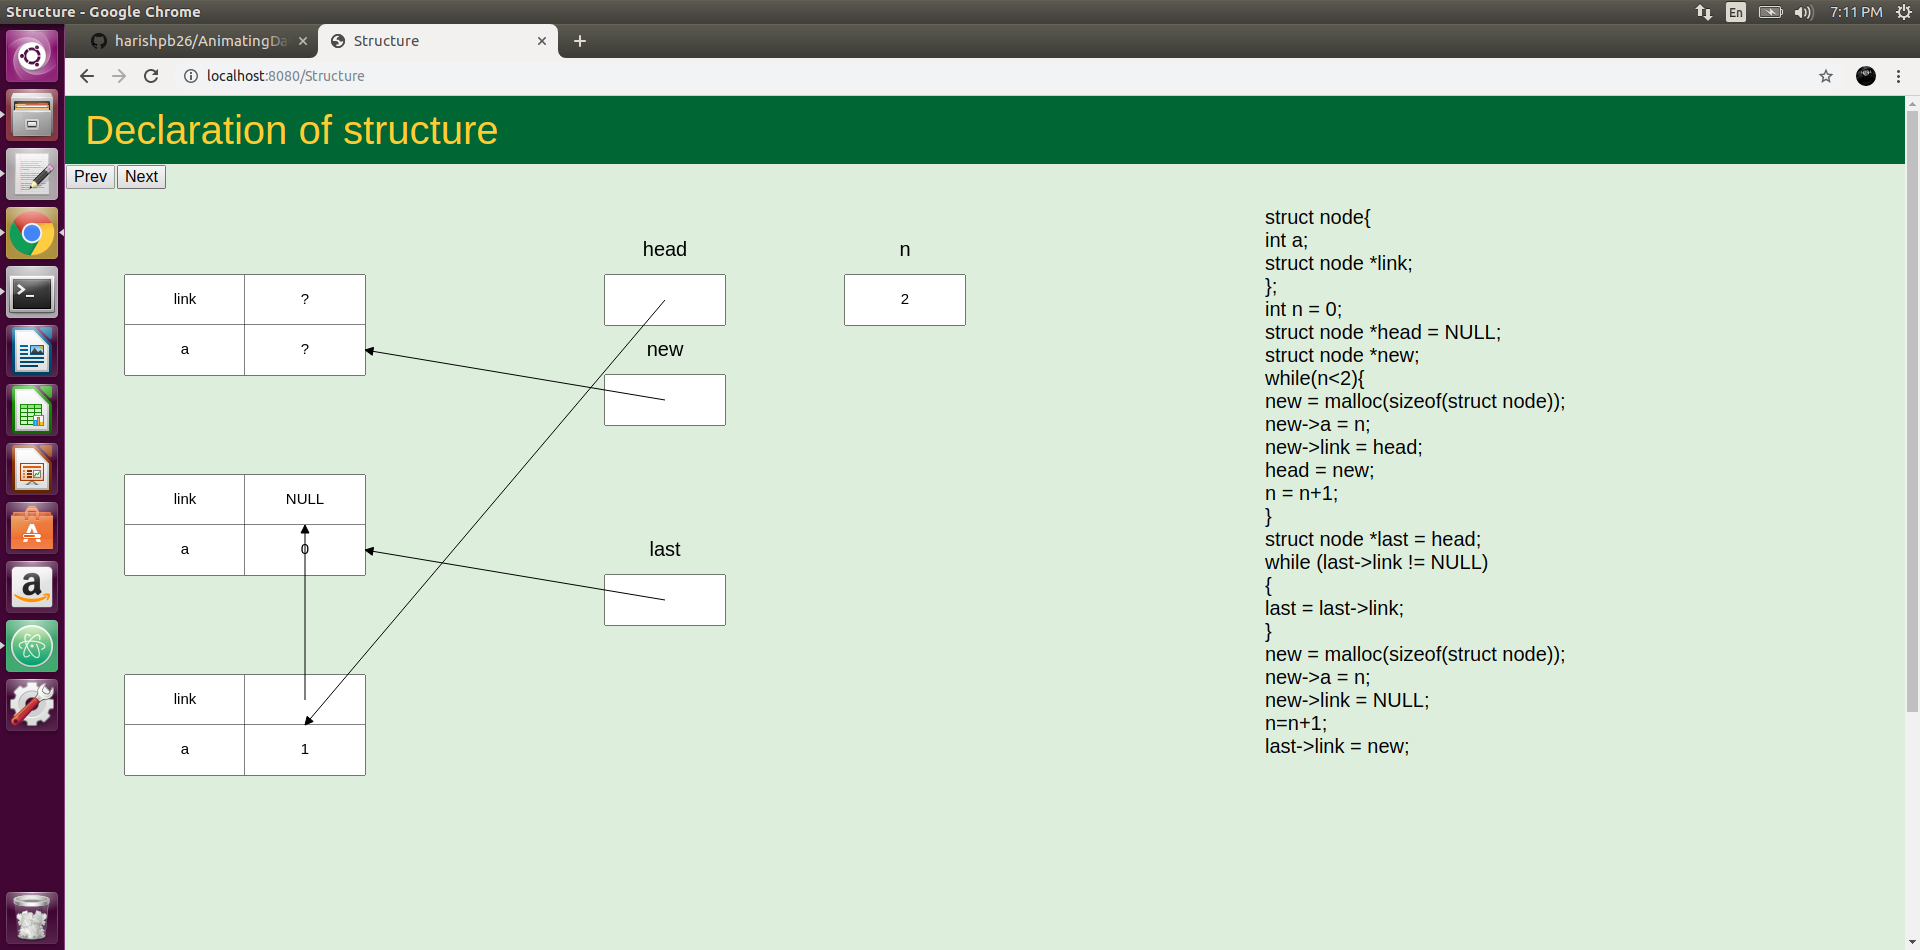 Structure - Google Chrome
En
7:11 PM
harishpb26/AnimatingDa
Structure
localhost:8080/Structure
Declaration of structure
Prev
Next
head
n
link
?
2
a
?
new
link
NULL
a
0
last
link
a
1
struct node{
int a;
struct node *link;
};
int n = 0;
struct node *head = NULL;
struct node *new;
while(n<2){
new = malloc(sizeof(struct node));
new->a = n;
new->link = head;
head = new;
n = n+1;
}
struct node *last = head;
while (last->link != NULL)
{
last = last->link;
}
new = malloc(sizeof(struct node));
new->a = n;
new->link = NULL;
n=n+1;
last->link = new;